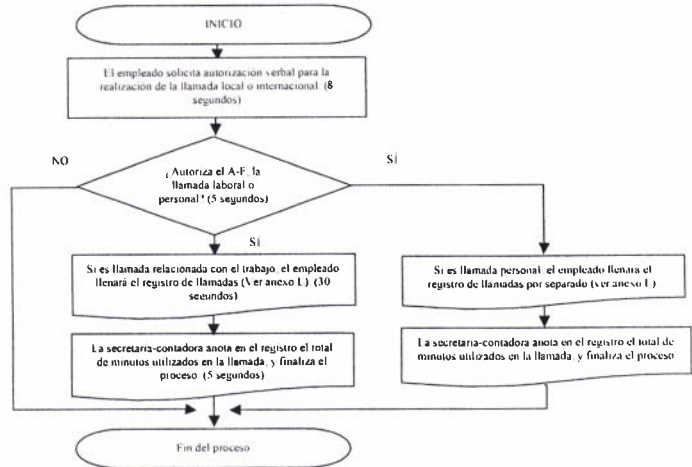 INICIO
El empleado solicita autorización verbal para la
realización de la llamada local o internacional (8
segundos)
NO
SÍ
¿Autoriza el A-F, la
llamada laboral o
personal? (5 segundos)
SÍ
Si es llamada relacionada con el trabajo, el empleado
llenará el registro de llamadas (Ver anexo L) (30
segundos)
Si es llamada personal, el empleado llenará el
registro de llamadas por separado (ver anexo L)
La secretaria-contadora anota en el registro el total
de minutos utilizados en la llamada, y finaliza el
proceso (5 segundos)
La secretaria-contadora anota en el registro el total
de minutos utilizados en la llamada, y finaliza el proceso
Fin del proceso